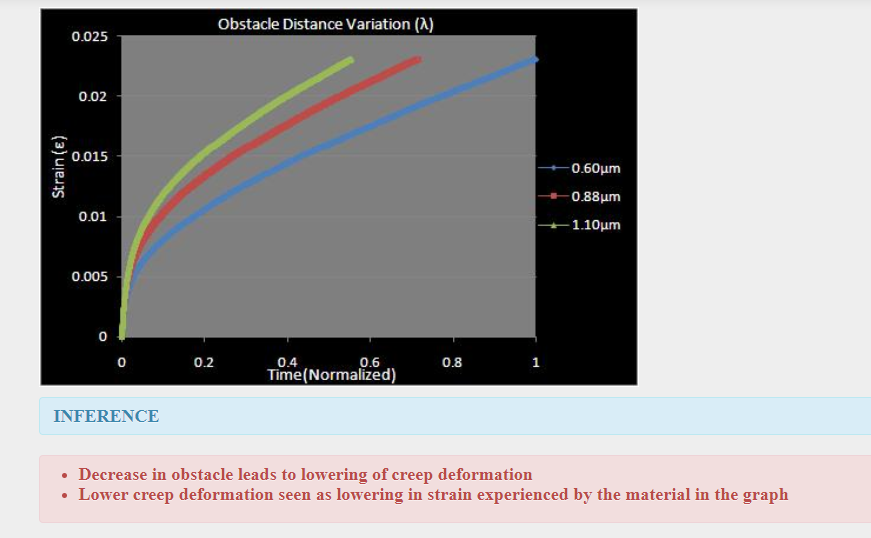 Obstacle Distance Variation (λ)
0.025
0.02
0.015
0.01
0.005
0
Strain (ε)
0 0.2 0.4 0.6 0.8 1
Time(Normalized)
0.60μm
0.88μm
1.10μm
INFERENCE
• Decrease in obstacle leads to lowering of creep deformation
• Lower creep deformation seen as lowering in strain experienced by the material in the graph